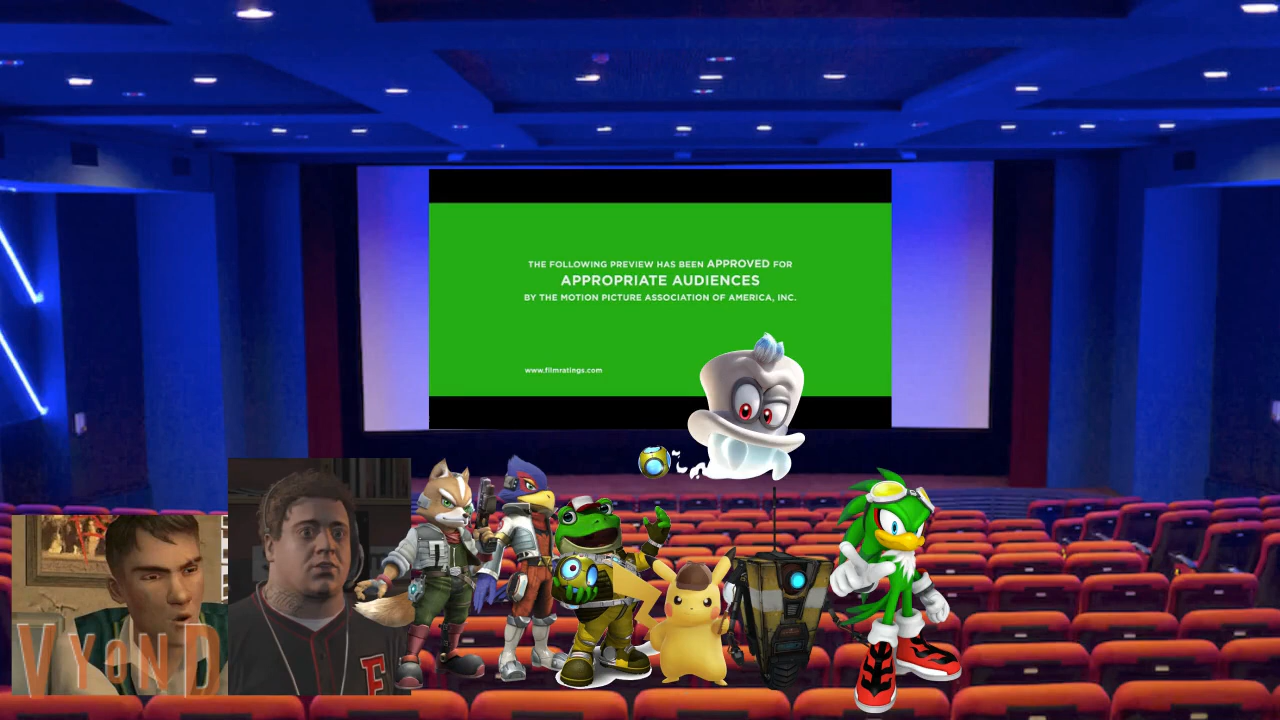 THE FOLLOWING PREVIEW HAS BEEN APPROVED FOR
APPROPRIATE AUDIENCES
BY THE MOTION PICTURE ASSOCIATION OF AMERICA, INC.
www.filmratings.com
VYOND
F